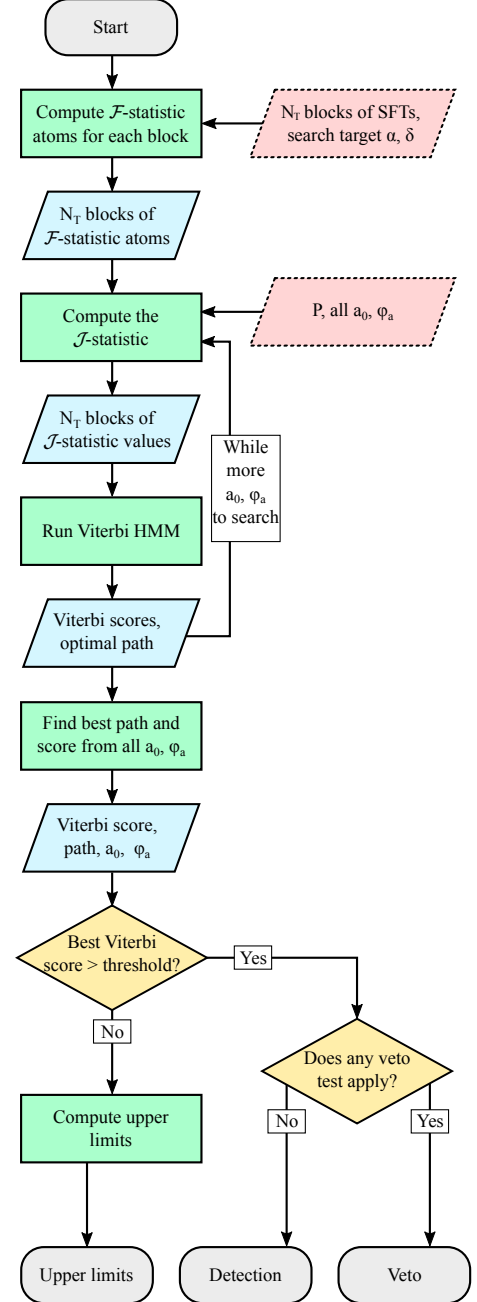 Start
Compute ℱ-statistic
atoms for each block
N_T blocks of SFTs,
search target α, δ
N_T blocks of
ℱ-statistic atoms
Compute the
𝒥-statistic
P, all a₀, φₐ
N_T blocks of
𝒥-statistic values
While
more
a₀, φₐ
to search
Run Viterbi HMM
Viterbi scores,
optimal path
Find best path and
score from all a₀, φₐ
Viterbi score,
path, a₀, φₐ
Best Viterbi
score > threshold?
Yes
No
Does any veto
test apply?
No
Yes
Compute upper
limits
Upper limits
Detection
Veto